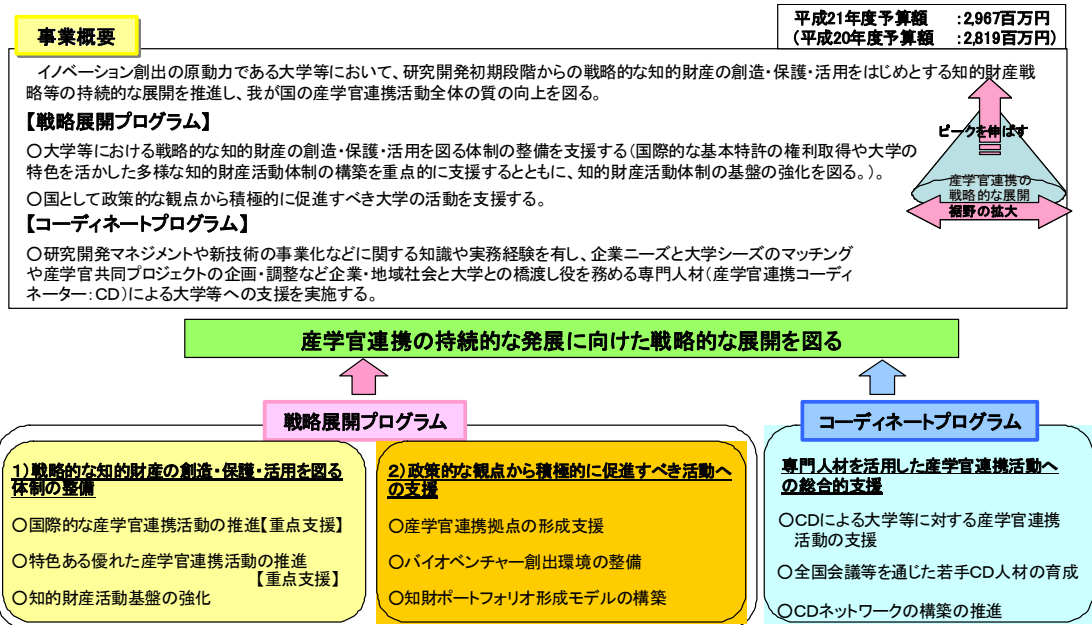 平成21年度予算額　:2,967百万円
(平成20年度予算額　:2,819百万円)
事業概要
イノベーション創出の原動力である大学等において、研究開発初期段階からの戦略的な知的財産の創造・保護・活用をはじめとする知的財産戦
略等の持続的な展開を推進し、我が国の産学官連携活動全体の質の向上を図る。
【戦略展開プログラム】
○大学等における戦略的な知的財産の創造・保護・活用を図る体制の整備を支援する(国際的な基本特許の権利取得や大学の
特色を活かした多様な知的財産活動体制の構築を重点的に支援するとともに、知的財産活動体制の基盤の強化を図る。)。
○国として政策的な観点から積極的に促進すべき大学の活動を支援する。
【コーディネートプログラム】
○研究開発マネジメントや新技術の事業化などに関する知識や実務経験を有し、企業ニーズと大学シーズのマッチング
や産学官共同プロジェクトの企画・調整など企業・地域社会と大学との橋渡し役を務める専門人材(産学官連携コーディ
ネーター:CD)による大学等への支援を実施する。
ピークを伸ばす
産学官連携の
戦略的な展開
裾野の拡大
産学官連携の持続的な発展に向けた戦略的な展開を図る
戦略展開プログラム
1)戦略的な知的財産の創造・保護・活用を図る
体制の整備
○国際的な産学官連携活動の推進【重点支援】
○特色ある優れた産学官連携活動の推進
【重点支援】
○知的財産活動基盤の強化
2)政策的な観点から積極的に促進すべき活動へ
の支援
○産学官連携拠点の形成支援
○バイオベンチャー創出環境の整備
○知財ポートフォリオ形成モデルの構築
コーディネートプログラム
専門人材を活用した産学官連携活動へ
の総合的支援
○CDによる大学等に対する産学官連携
活動の支援
○全国会議等を通じた若手CD人材の育成
○CDネットワークの構築の推進